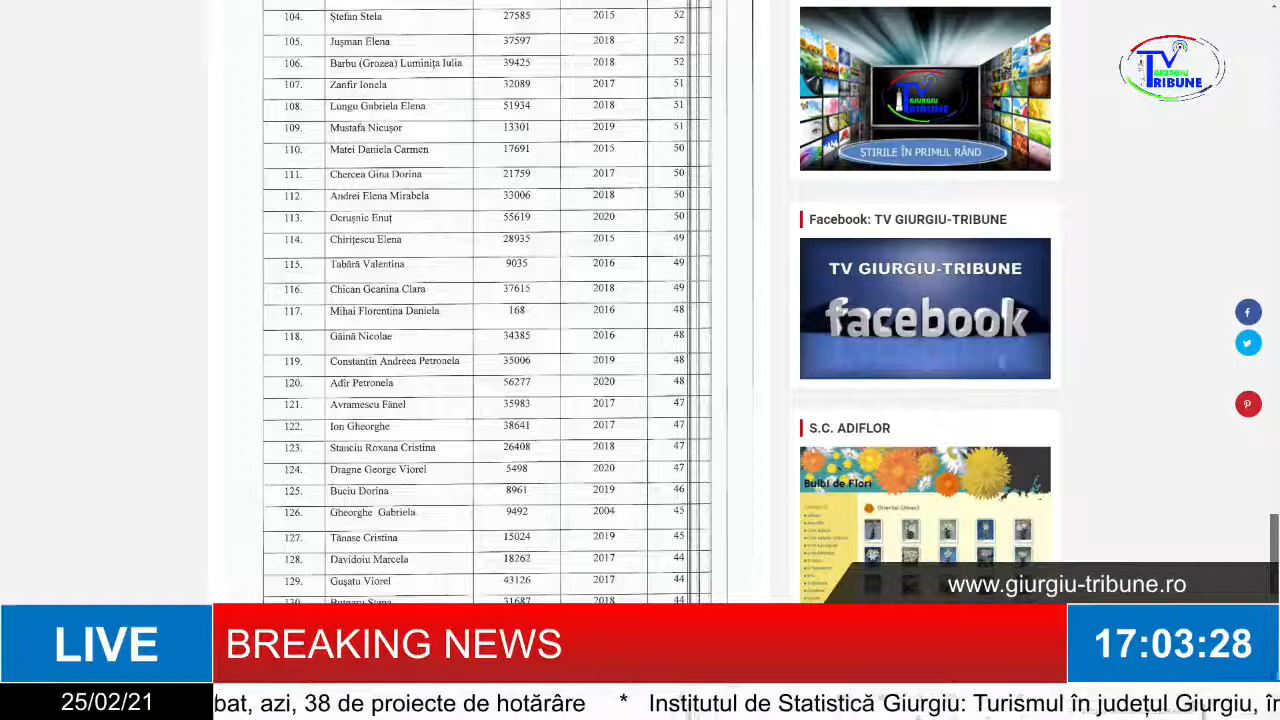 104. Ștefan Stela 27585 2015 52
105. Jușman Elena 37597 2018 52
106. Barbu (Grozea) Luminița Iulia 39425 2018 52
107. Zanfir Ionela 32089 2017 51
108. Lungu Gabriela Elena 51934 2018 51
109. Mustafa Nicușor 13301 2019 51
110. Matei Daniela Carmen 17691 2015 50
111. Chercea Gina Dorina 21759 2017 50
112. Andrei Elena Mirabela 33006 2018 50
113. Ocrușnic Enuț 55619 2020 50
114. Chirițescu Elena 28935 2015 49
115. Tabără Valentina 9035 2016 49
116. Chican Geanina Clara 37615 2018 49
117. Mihai Florentina Daniela 168 2016 48
118. Găină Nicolae 34385 2016 48
119. Constantin Andreea Petronela 35006 2019 48
120. Adîr Petronela 56277 2020 48
121. Avramescu Fănel 35983 2017 47
122. Ion Gheorghe 38641 2017 47
123. Stanciu Roxana Cristina 26408 2018 47
124. Dragne George Viorel 5498 2020 47
125. Buciu Dorina 8961 2019 46
126. Gheorghe Gabriela 9492 2004 45
127. Tănase Cristina 15024 2019 45
128. Davidoiu Marcela 18262 2017 44
129. Gușatu Viorel 43126 2017 44
130. 31687 2018 44
TV
GIURGIU
TRIBUNE
ȘTIRILE ÎN PRIMUL RÂND
Facebook: TV GIURGIU-TRIBUNE
TV GIURGIU-TRIBUNE
facebook
S.C. ADIFLOR
Bulbi de Flori
TV
GIURGIU
TRIBUNE
www.giurgiu-tribune.ro
LIVE
BREAKING NEWS
17:03:28
25/02/21
bat, azi, 38 de proiecte de hotărâre * Institutul de Statistică Giurgiu: Turismul în județul Giurgiu, în